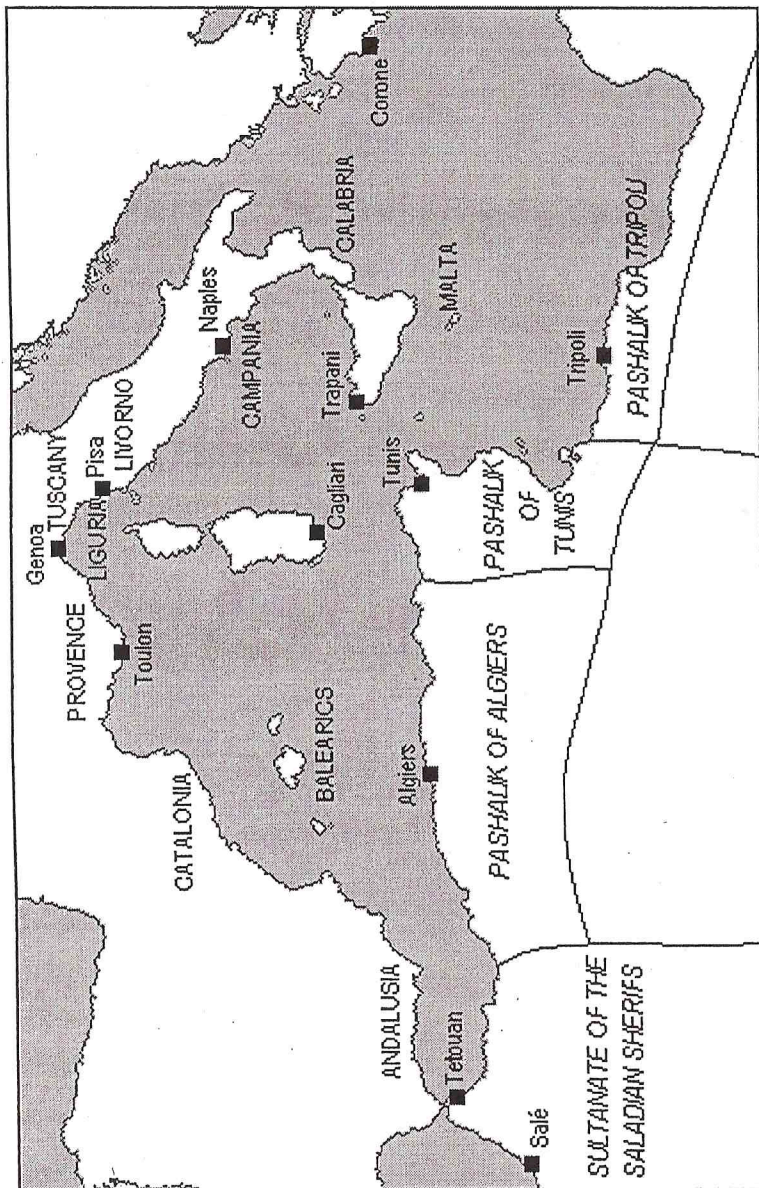 Genoa
TUSCANY
LIGURIA
Pisa
LIVORNO
PROVENCE
Toulon
CATALONIA
Naples
CAMPANIA
CALABRIA
Corone
BALEARICS
Cagliari
Trapani
MALTA
ANDALUSIA
Algiers
Tunis
Tetouan
Salé
PASHALIK OF ALGIERS
PASHALIK
OF
TUNIS
Tripoli
PASHALIK OF TRIPOLI
SULTANATE OF THE
SALADIAN SHERIFS